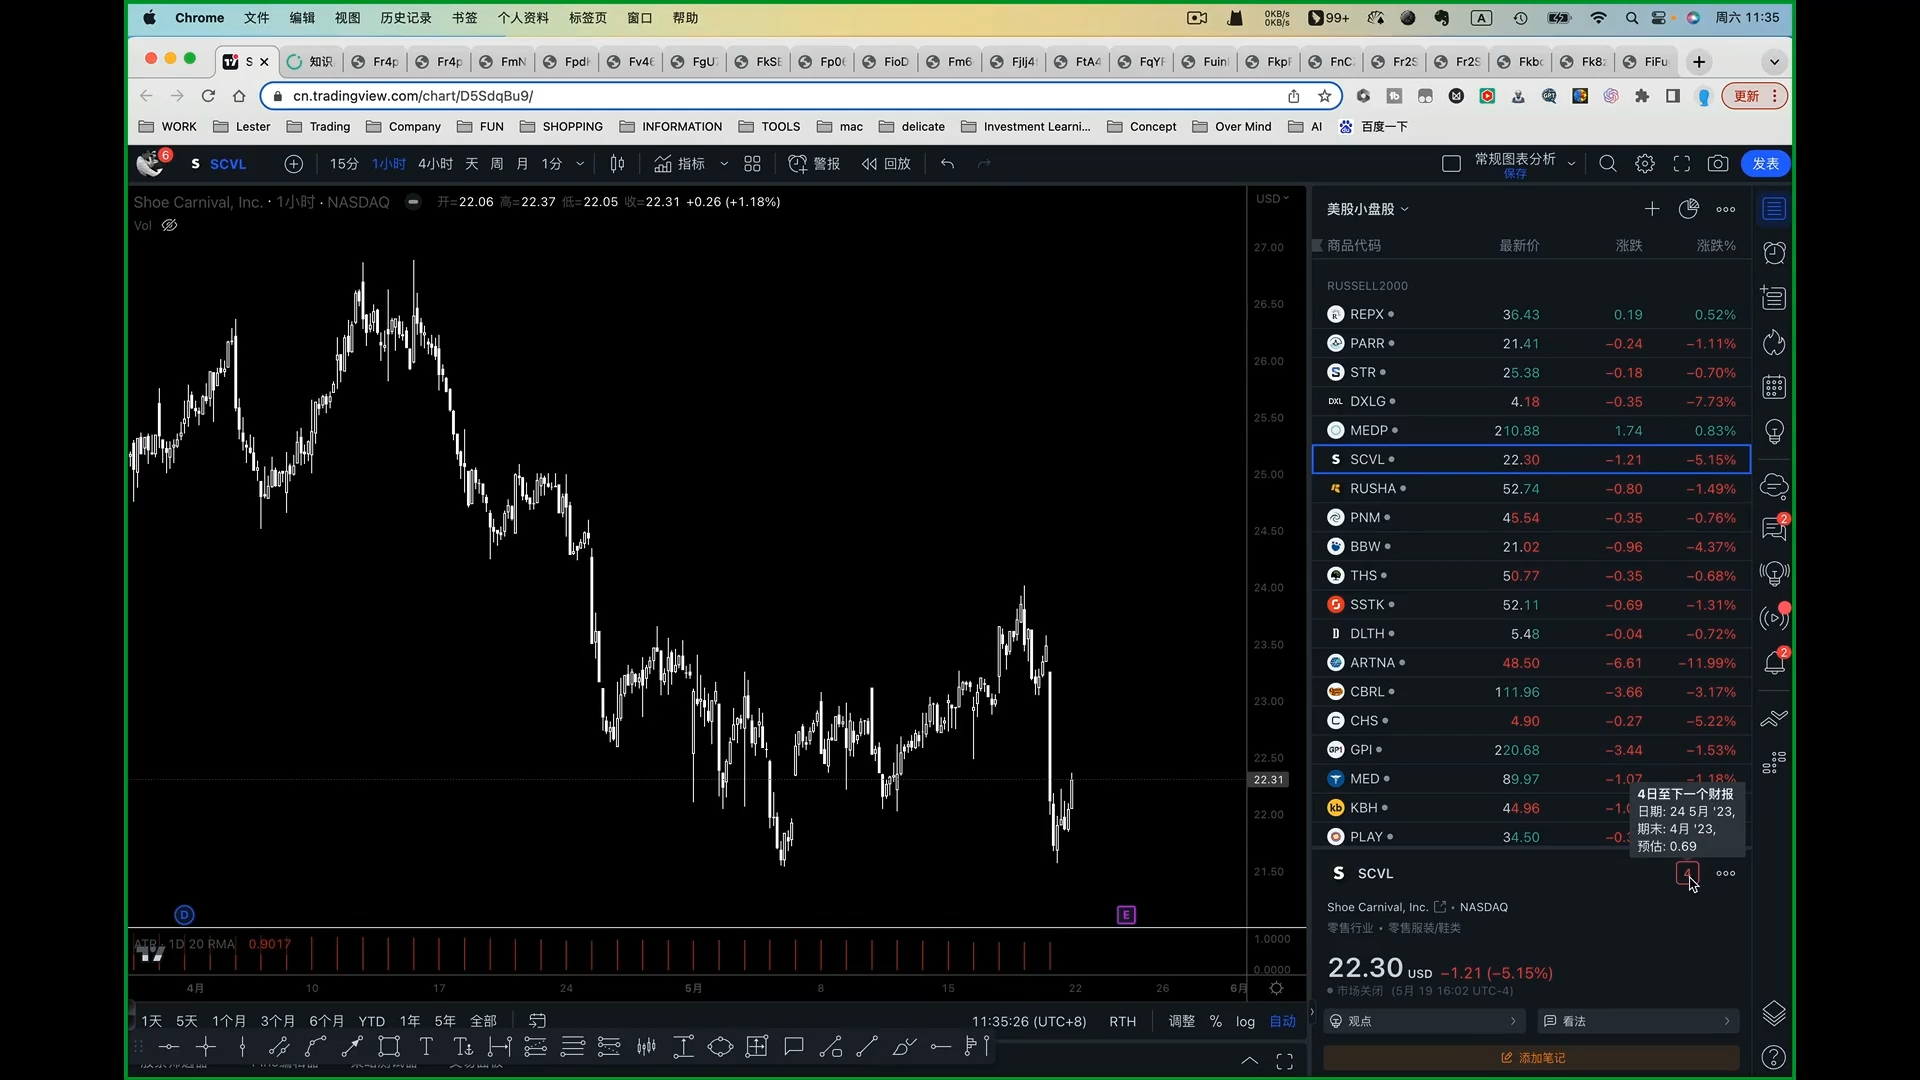 Chrome 文件 编辑 视图 历史记录 书签 个人资料 标签页 窗口 帮助 0KB/s 0KB/s 99+ A 周六 11:35
S 知识 Fr4p Fr4p FmN Fpdl Fv46 FgU FkSE Fp06 FioD Fm6 Fjlj4 FtA4 FqYF Fuin FkpF FnC Fr2S Fr2S Fkbc Fk8z FiFu
cn.tradingview.com/chart/D5SdqBu9/ 更新
WORK Lester Trading Company FUN SHOPPING INFORMATION TOOLS mac delicate Investment Learni... Concept Over Mind AI 百度一下
6 S SCVL 15分 1小时 4小时 天 周 月 1分 指标 警报 回放 常规图表分析 保存 发表
Shoe Carnival, Inc. · 1小时 · NASDAQ 开=22.06 高=22.37 低=22.05 收=22.31 +0.26 (+1.18%)
Vol
USD
27.00
26.50
26.00
25.50
25.00
24.50
24.00
23.50
23.00
22.50
22.31
22.00
21.50
D E
ATR 1D 20 RMA 0.9017
1.0000
0.0000
4月 10 17 24 5月 8 15 22 26 6月
1天 5天 1个月 3个月 6个月 YTD 1年 5年 全部 11:35:26 (UTC+8) RTH 调整 % log 自动
美股小盘股
商品代码 最新价 涨跌 涨跌%
RUSSELL2000
REPX 36.43 0.19 0.52%
PARR 21.41 −0.24 −1.11%
STR 25.38 −0.18 −0.70%
DXL DXLG 4.18 −0.35 −7.73%
MEDP 210.88 1.74 0.83%
S SCVL 22.30 −1.21 −5.15%
RUSHA 52.74 −0.80 −1.49%
PNM 45.54 −0.35 −0.76%
BBW 21.02 −0.96 −4.37%
THS 50.77 −0.35 −0.68%
SSTK 52.11 −0.69 −1.31%
DLTH 5.48 −0.04 −0.72%
ARTNA 48.50 −6.61 −11.99%
CBRL 111.96 −3.66 −3.17%
CHS 4.90 −0.27 −5.22%
GPI GPI 220.68 −3.44 −1.53%
MED 89.97 −1.07 −1.18%
kb KBH 44.96
PLAY 34.50
4日至下一个财报
日期: 24 5月 '23,
期末: 4月 '23,
预估: 0.69
S SCVL 4
Shoe Carnival, Inc. • NASDAQ
零售行业 • 零售服装/鞋类
22.30 USD −1.21 (−5.15%)
市场关闭 (5月 19 16:02 UTC-4)
观点 看法
添加笔记
2
2